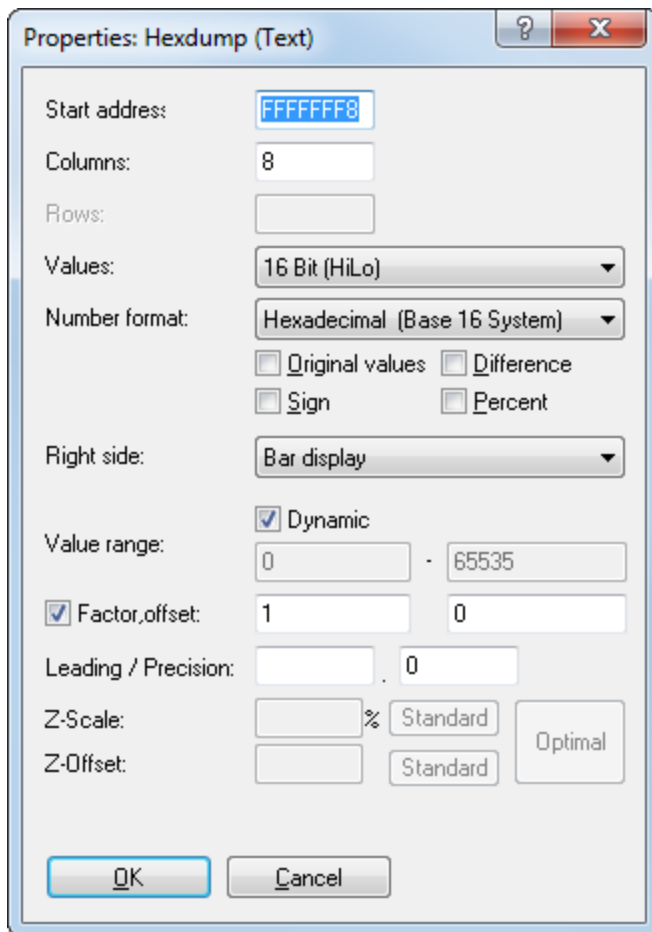 Properties: Hexdump (Text)
?
X
Start address
FFFFFFF8
Columns:
8
Rows:
Values:
16 Bit (HiLo)
Number format:
Hexadecimal (Base 16 System)
Original values Difference
Sign Percent
Right side:
Bar display
Dynamic
Value range:
0 - 65535
Factor,offset: 1 0
Leading / Precision: . 0
Z-Scale: % Standard
Optimal
Z-Offset: Standard
OK Cancel